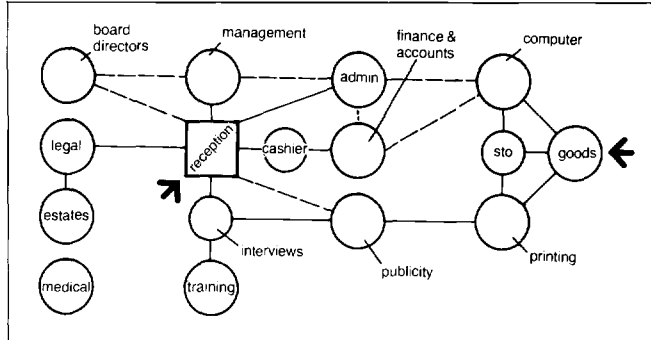 board
directors
management
finance &
accounts
computer
admin
legal
reception
cashier
sto
goods
estates
interviews
publicity
printing
medical
training